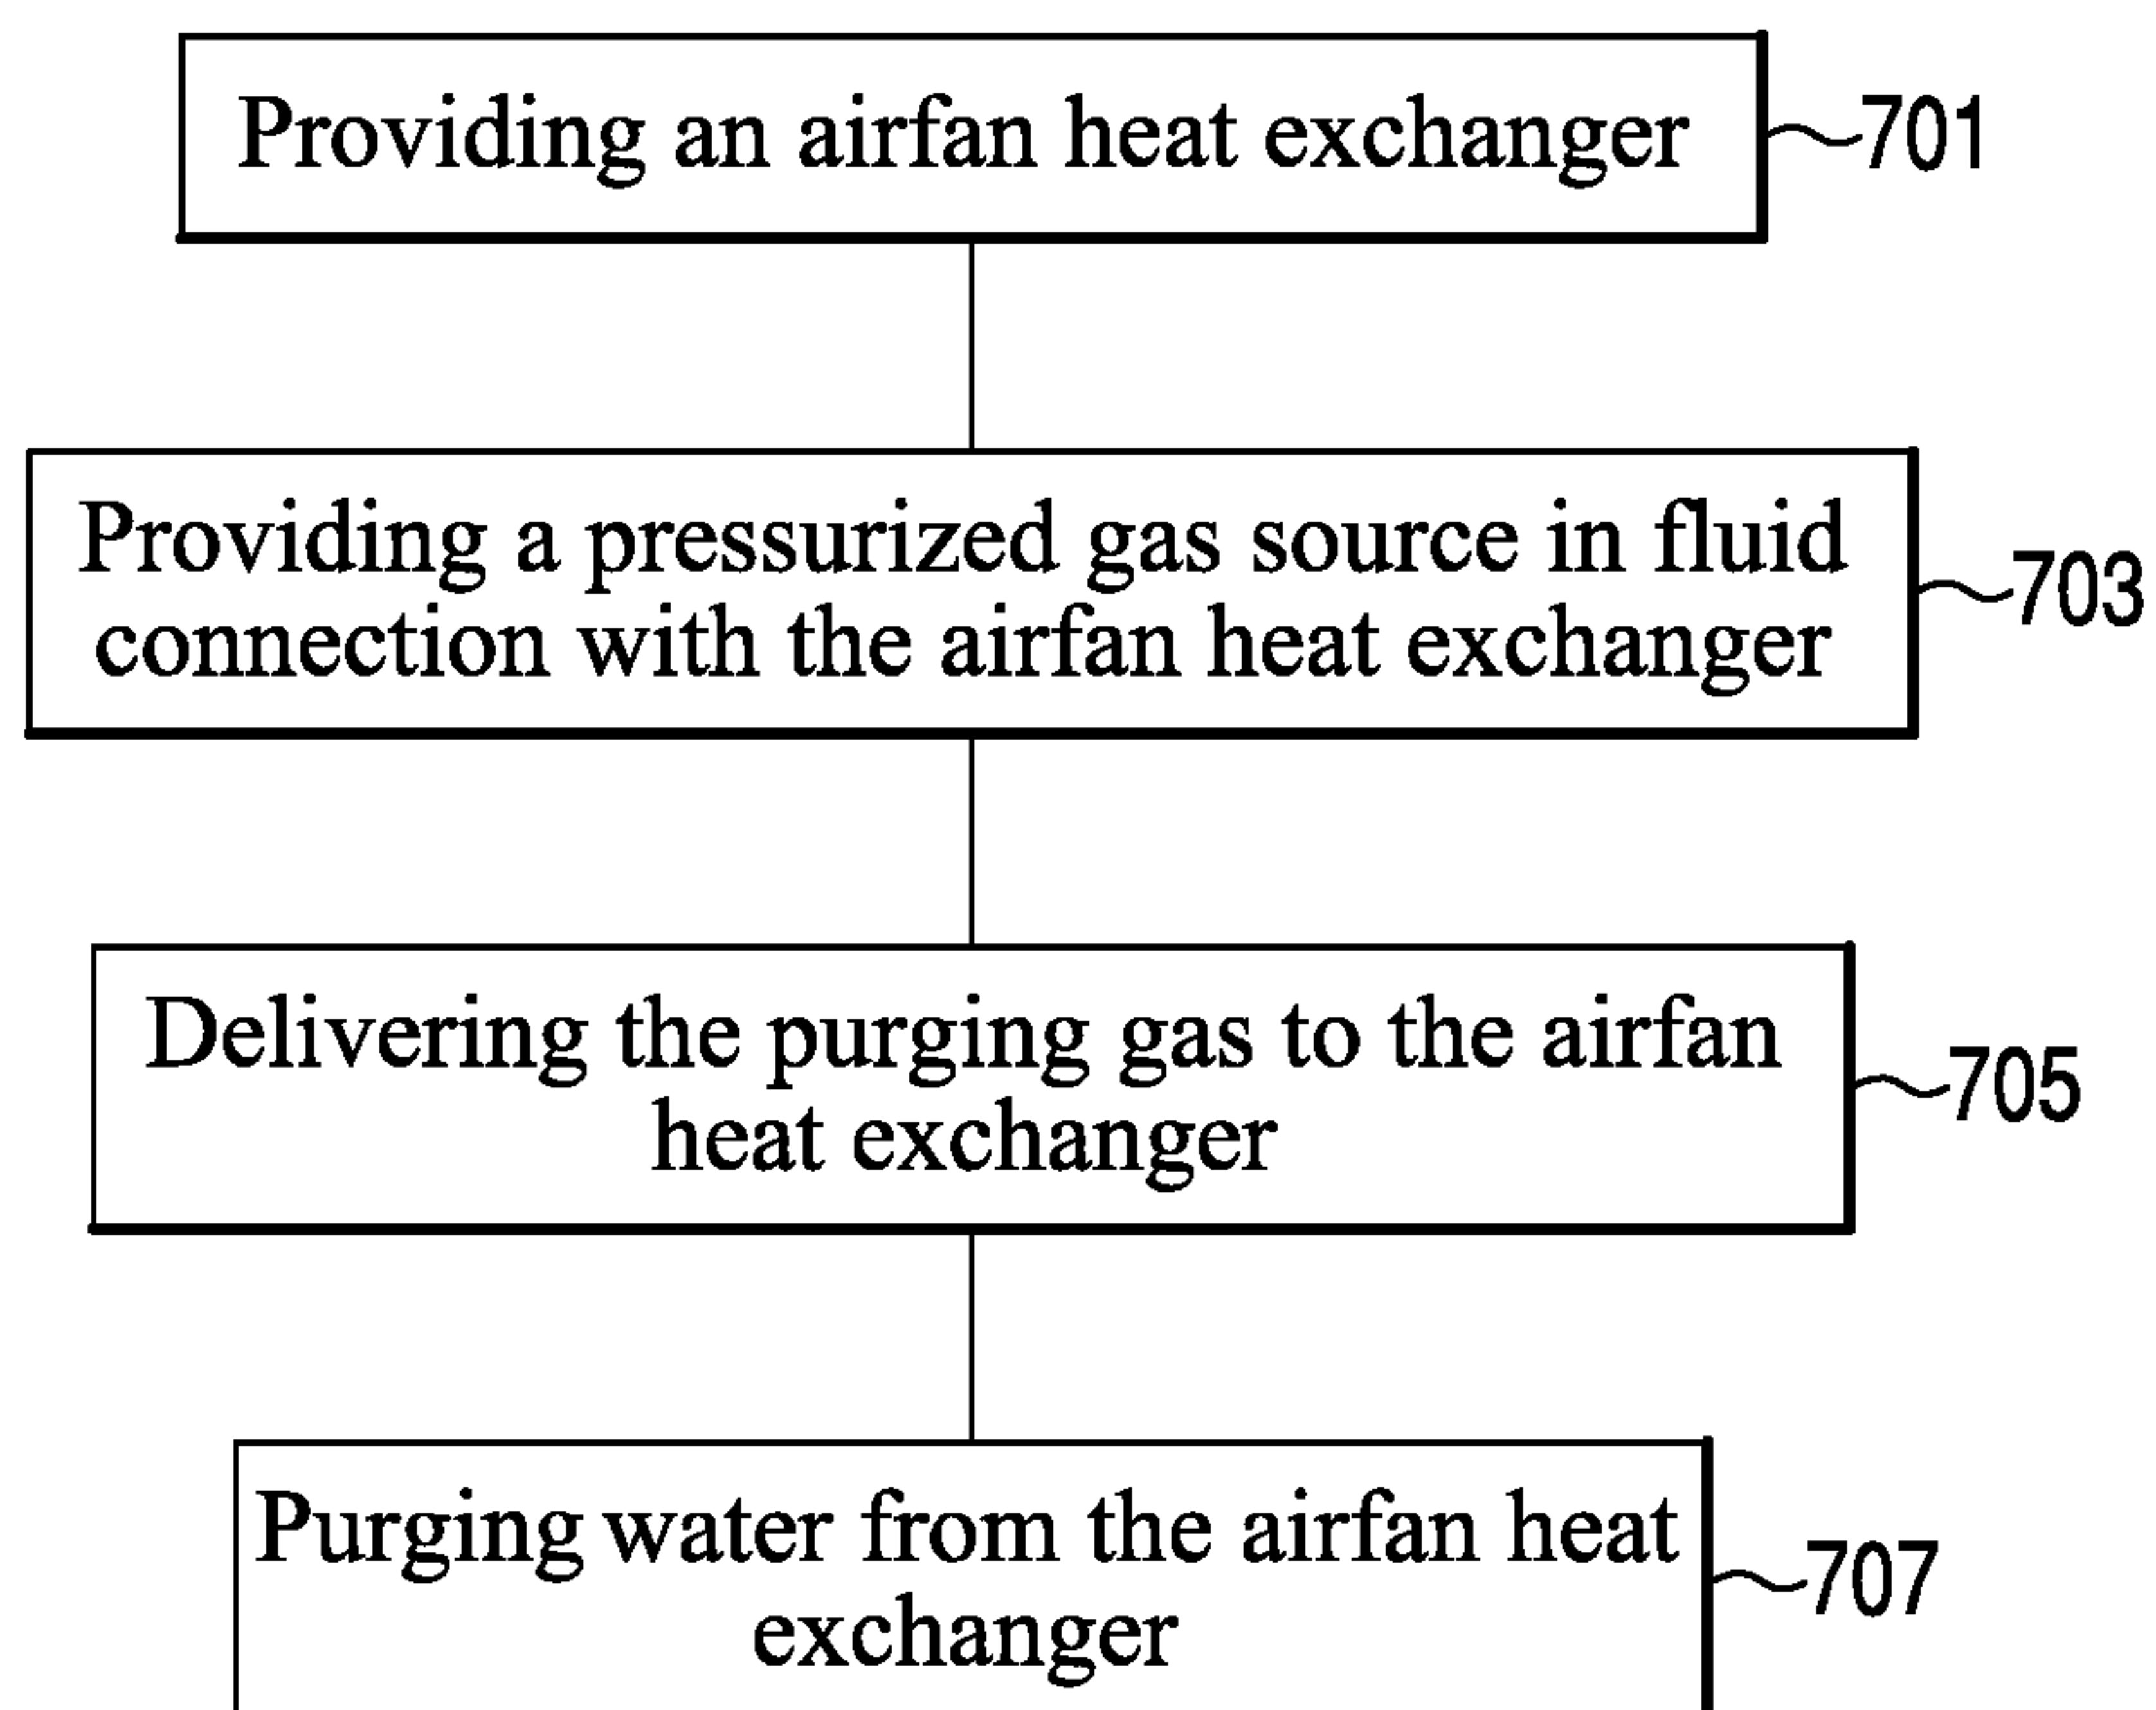 Providing an airfan heat exchanger
701
Providing a pressurized gas source in fluid
connection with the airfan heat exchanger
703
Delivering the purging gas to the airfan
heat exchanger
705
Purging water from the airfan heat
exchanger
707